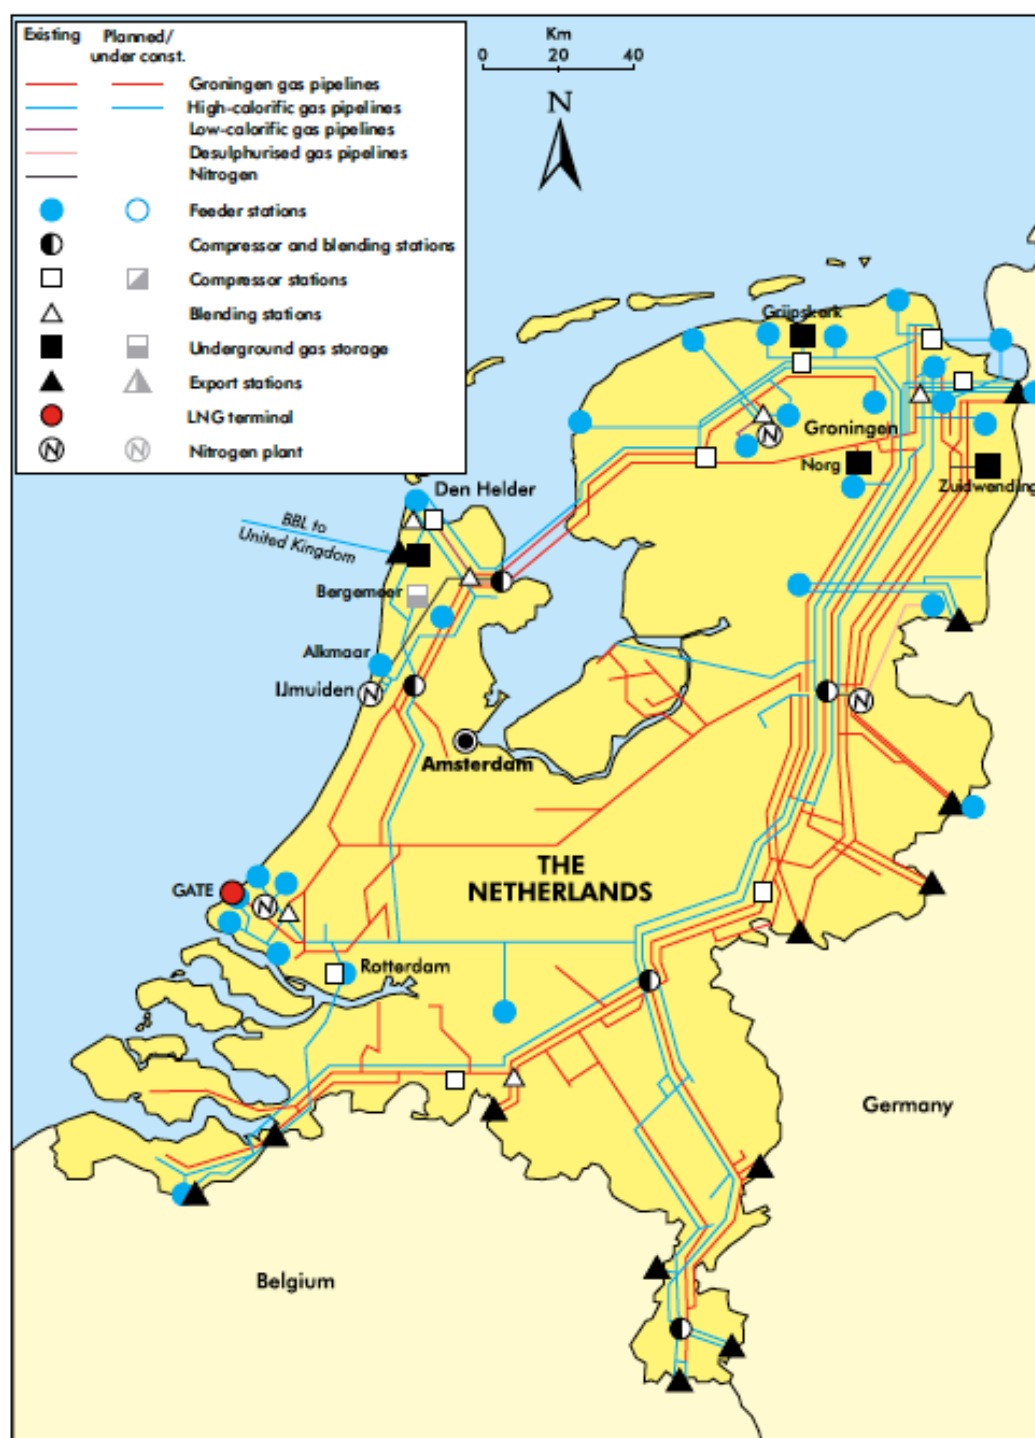 Existing
Planned/
under const.
Groningen gas pipelines
High-calorific gas pipelines
Low-calorific gas pipelines
Desulphurised gas pipelines
Nitrogen
Feeder stations
Compressor and blending stations
Compressor stations
Blending stations
Underground gas storage
Export stations
LNG terminal
N
N
Nitrogen plant
Km
0
20
40
N
Grijpskerk
N
Groningen
Norg
Zuidwending
Den Helder
BBL to
United Kingdom
Bergemeer
Alkmaar
IJmuiden
N
N
Amsterdam
THE
NETHERLANDS
GATE
N
Rotterdam
Germany
Belgium